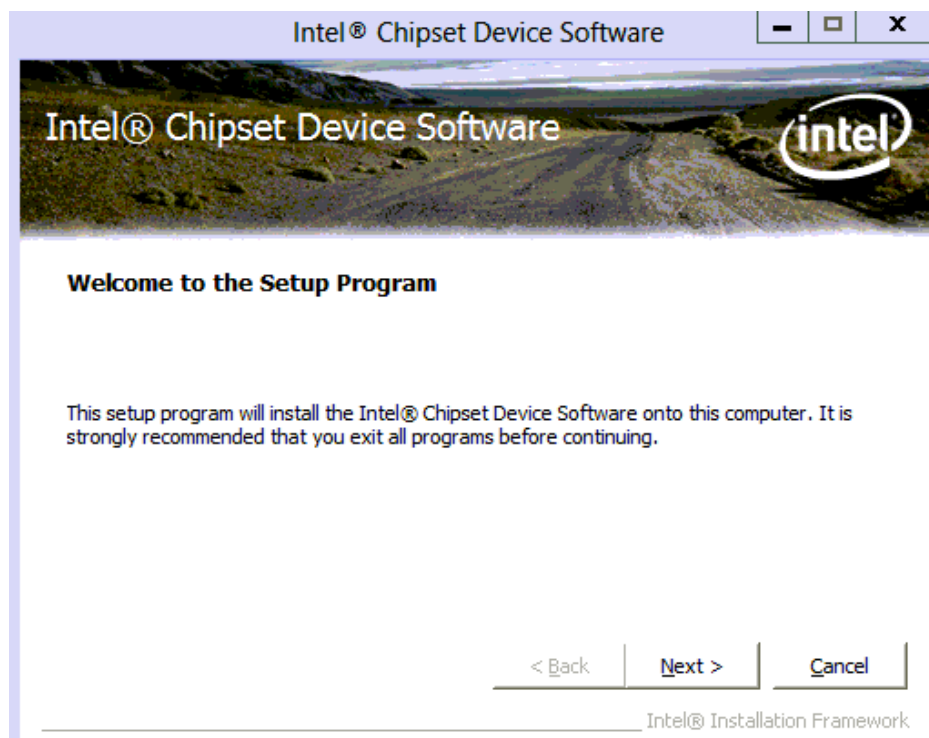 Intel® Chipset Device Software
Intel® Chipset Device Software
intel
Welcome to the Setup Program
This setup program will install the Intel® Chipset Device Software onto this computer. It is
strongly recommended that you exit all programs before continuing.
< Back Next > Cancel
Intel® Installation Framework